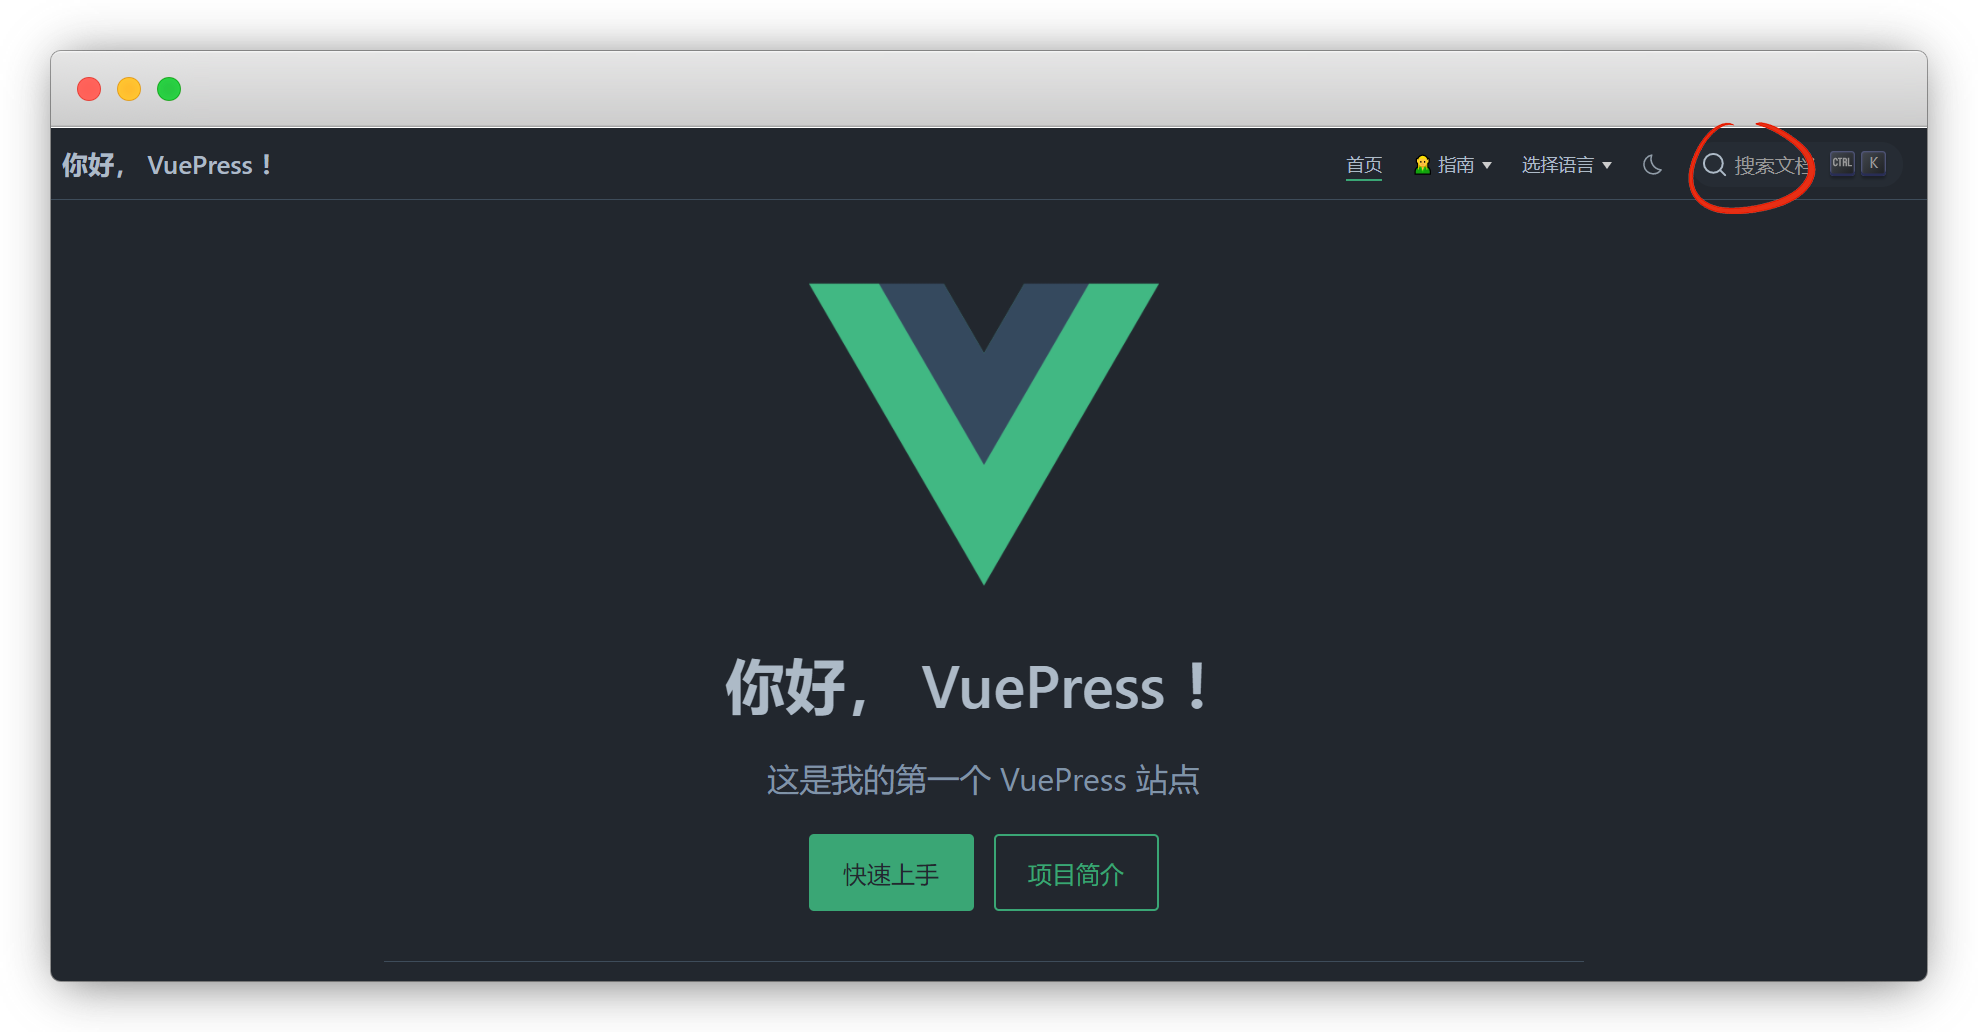 你好， VuePress！
首页 指南 选择语言 搜索文档 CTRL K
你好， VuePress！
这是我的第一个 VuePress 站点
快速上手 项目简介